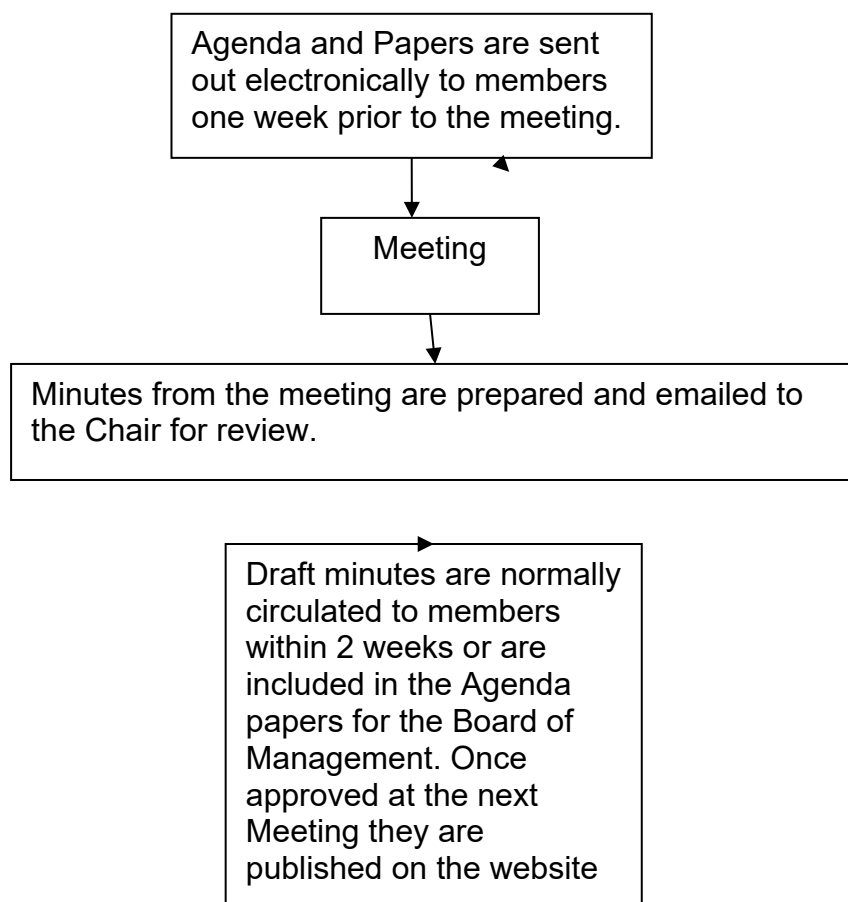 Agenda and Papers are sent
out electronically to members
one week prior to the meeting.
Meeting
Minutes from the meeting are prepared and emailed to
the Chair for review.
Draft minutes are normally
circulated to members
within 2 weeks or are
included in the Agenda
papers for the Board of
Management. Once
approved at the next
Meeting they are
published on the website